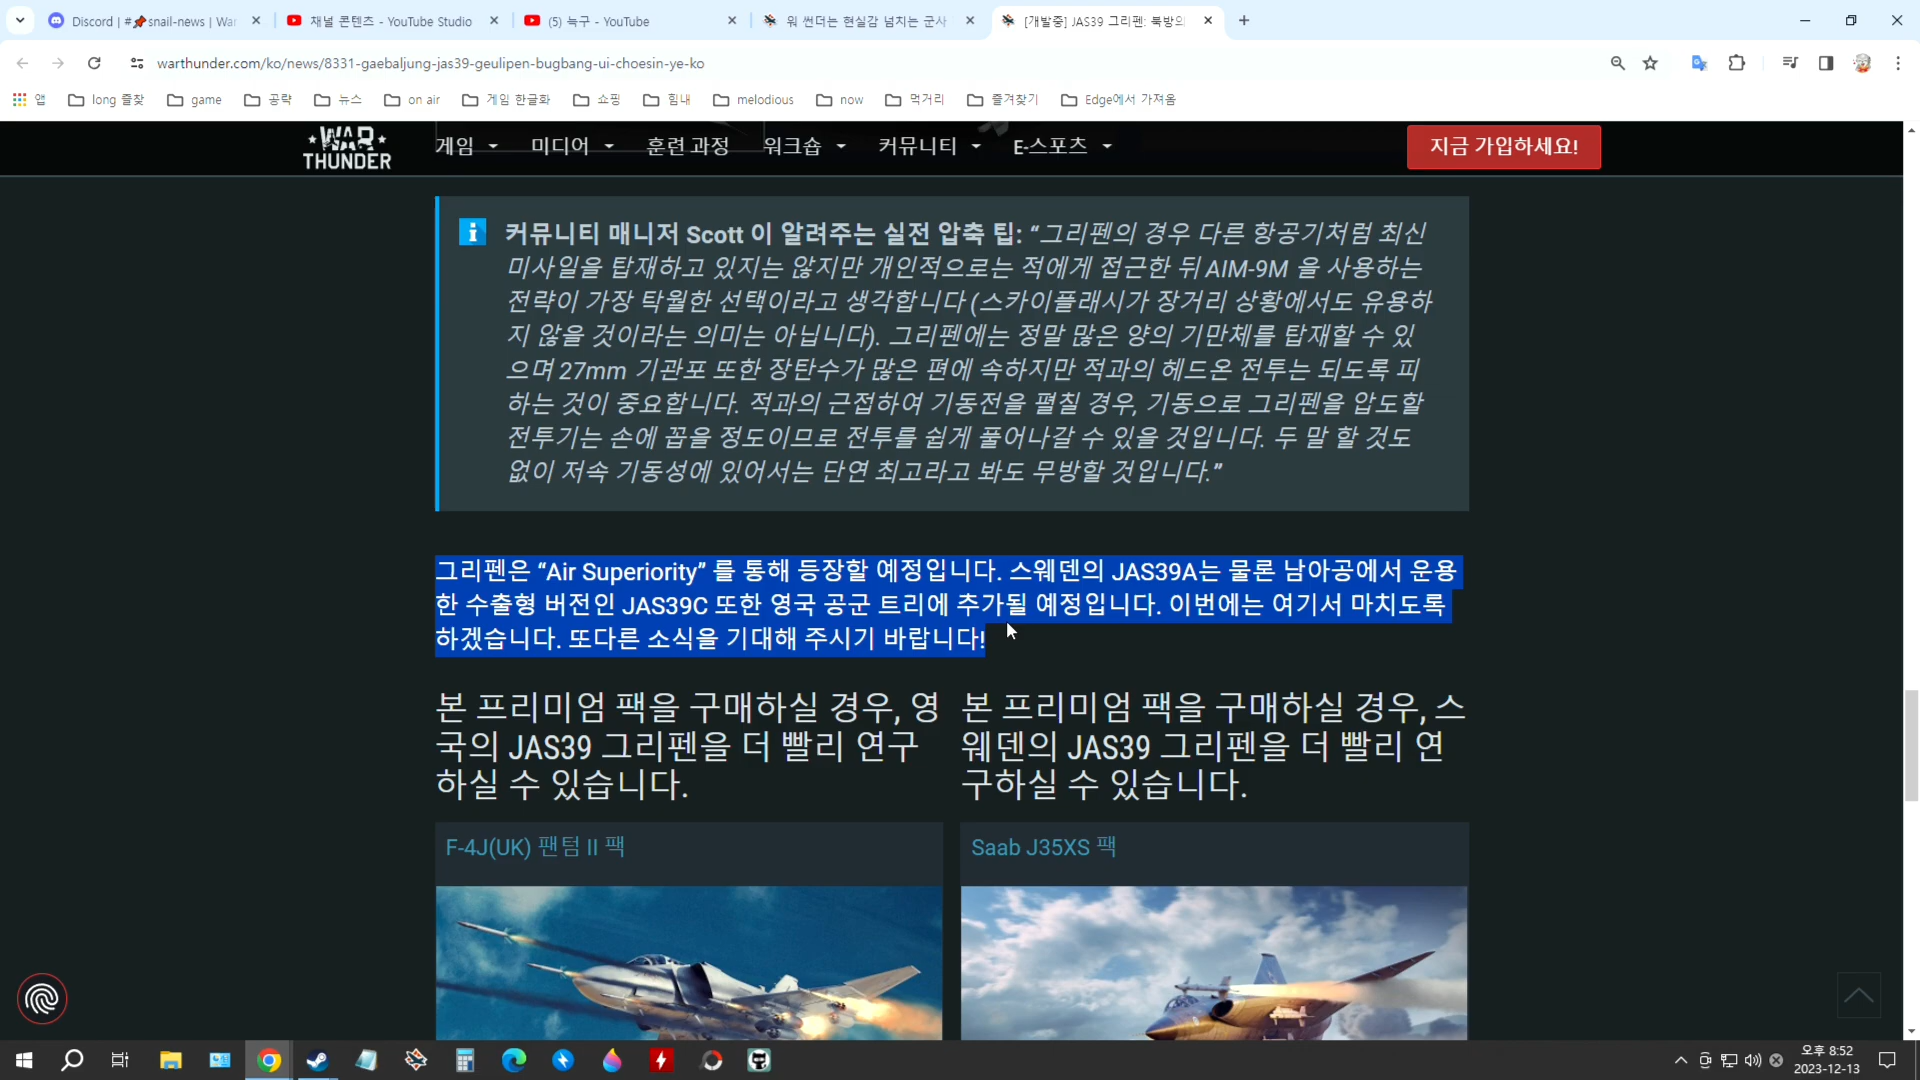 Discord | #📌snail-news | War
채널 콘텐츠 - YouTube Studio
(5) 늑구 - YouTube
워 썬더는 현실감 넘치는 군사
[개발중] JAS39 그리펜: 북방의
warthunder.com/ko/news/8331-gaebaljung-jas39-geulipen-bugbang-ui-choesin-ye-ko
앱
long 즐찾
game
공략
뉴스
on air
게임 한글화
쇼핑
힘내
melodious
now
먹거리
즐겨찾기
Edge에서 가져옴
WAR THUNDER
게임
미디어
훈련 과정
워크숍
커뮤니티
E-스포츠
지금 가입하세요!
커뮤니티 매니저 Scott 이 알려주는 실전 압축 팁: “그리펜의 경우 다른 항공기처럼 최신
미사일을 탑재하고 있지는 않지만 개인적으로는 적에게 접근한 뒤 AIM-9M 을 사용하는
전략이 가장 탁월한 선택이라고 생각합니다 (스카이플래시가 장거리 상황에서도 유용하
지 않을 것이라는 의미는 아닙니다). 그리펜에는 정말 많은 양의 기만체를 탑재할 수 있
으며 27mm 기관포 또한 장탄수가 많은 편에 속하지만 적과의 헤드온 전투는 되도록 피
하는 것이 중요합니다. 적과의 근접하여 기동전을 펼칠 경우, 기동으로 그리펜을 압도할
전투기는 손에 꼽을 정도이므로 전투를 쉽게 풀어나갈 수 있을 것입니다. 두 말 할 것도
없이 저속 기동성에 있어서는 단연 최고라고 봐도 무방할 것입니다.”
그리펜은 “Air Superiority” 를 통해 등장할 예정입니다. 스웨덴의 JAS39A는 물론 남아공에서 운용
한 수출형 버전인 JAS39C 또한 영국 공군 트리에 추가될 예정입니다. 이번에는 여기서 마치도록
하겠습니다. 또다른 소식을 기대해 주시기 바랍니다!
본 프리미엄 팩을 구매하실 경우, 영
국의 JAS39 그리펜을 더 빨리 연구
하실 수 있습니다.
본 프리미엄 팩을 구매하실 경우, 스
웨덴의 JAS39 그리펜을 더 빨리 연
구하실 수 있습니다.
F-4J(UK) 팬텀 II 팩
Saab J35XS 팩
오후 8:52
2023-12-13